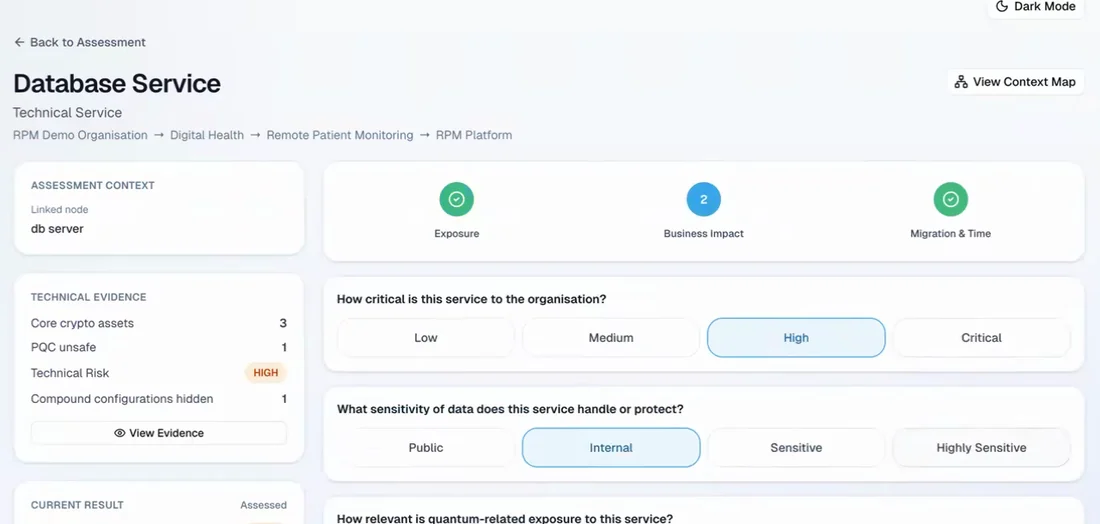 Dark Mode
← Back to Assessment
Database Service
View Context Map
Technical Service
RPM Demo Organisation → Digital Health → Remote Patient Monitoring → RPM Platform
ASSESSMENT CONTEXT
Linked node
db server
TECHNICAL EVIDENCE
Core crypto assets 3
PQC unsafe 1
Technical Risk HIGH
Compound configurations hidden 1
View Evidence
CURRENT RESULT Assessed
2
Exposure Business Impact Migration & Time
How critical is this service to the organisation?
Low Medium High Critical
What sensitivity of data does this service handle or protect?
Public Internal Sensitive Highly Sensitive
How relevant is quantum-related exposure to this service?